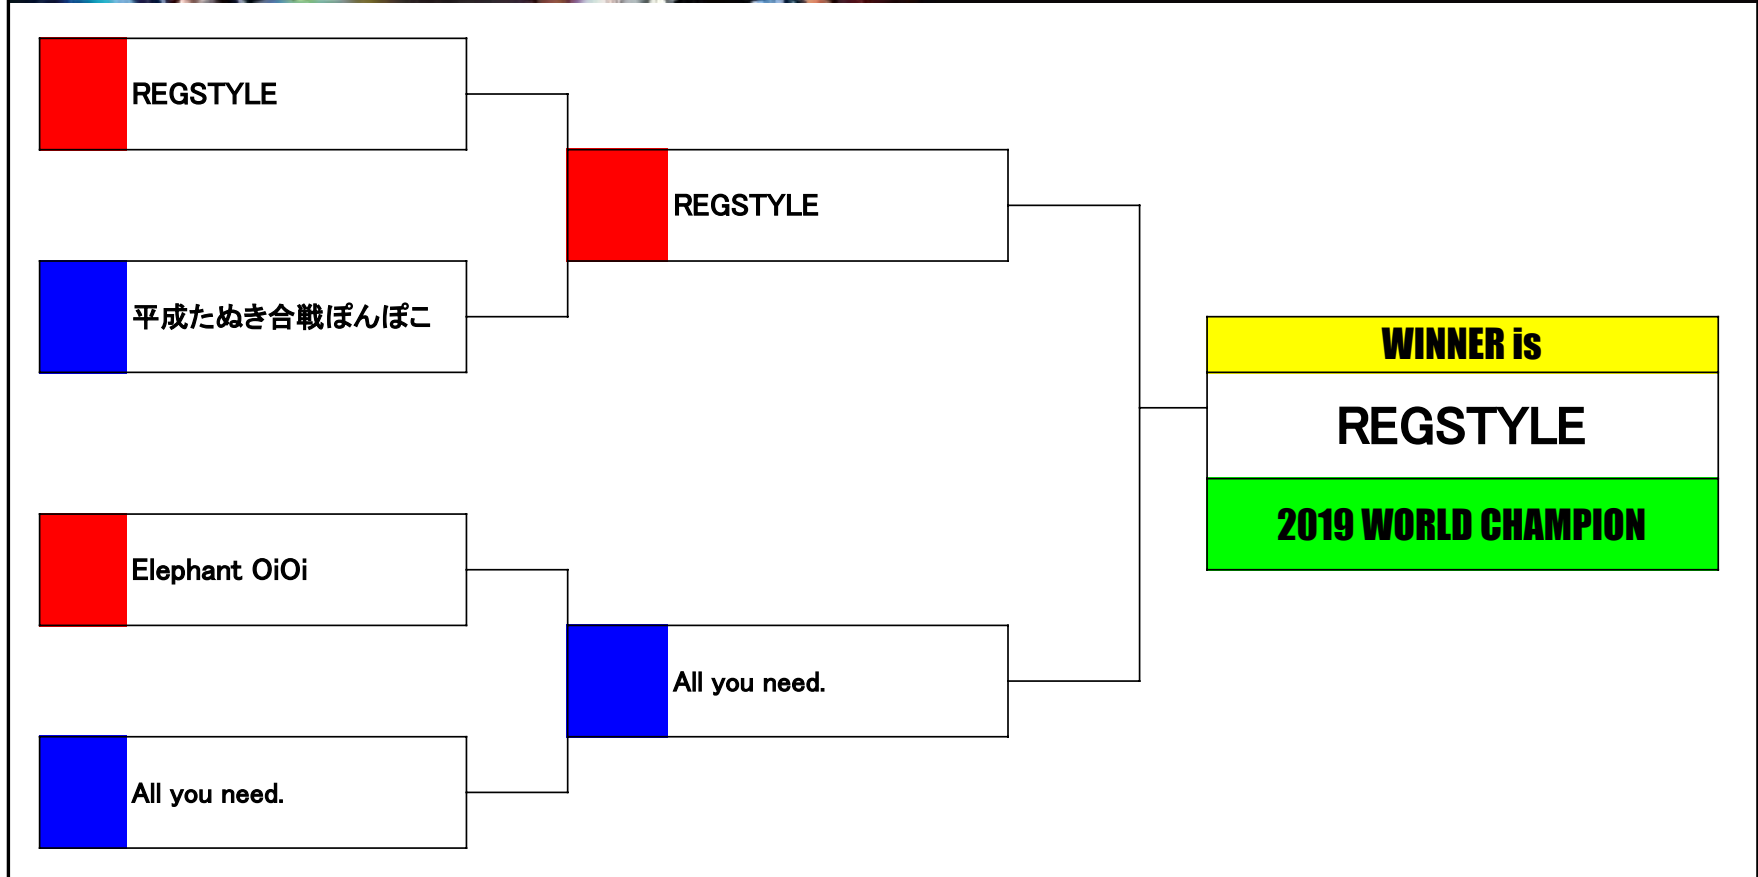 REGSTYLE
平成たぬき合戦ぽんぽこ
REGSTYLE
Elephant OiOi
All you need.
All you need.
WINNER is
REGSTYLE
2019 WORLD CHAMPION